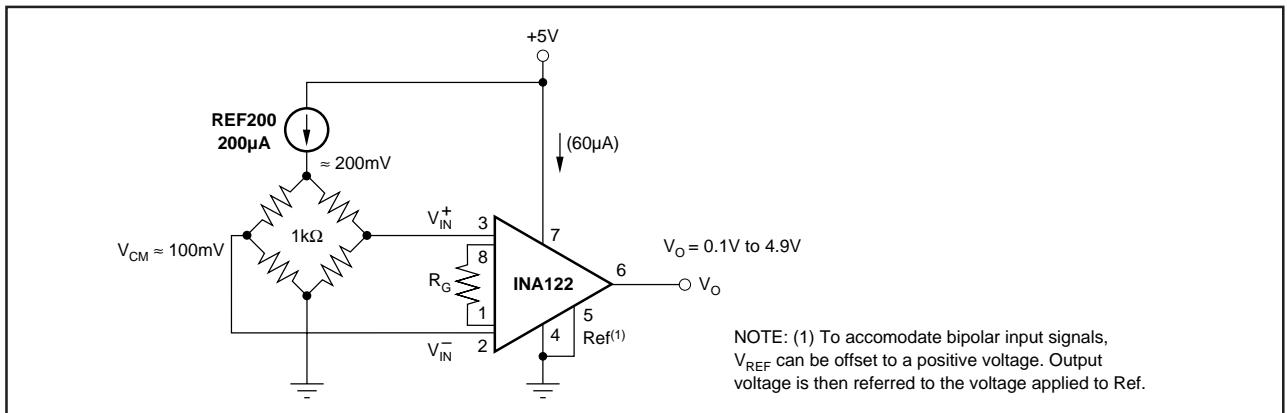 +5V
REF200
200µA
(60µA)
≈ 200mV
V+IN
3
7
1kΩ
VCM ≈ 100mV
8
VO = 0.1V to 4.9V
6
RG
INA122
VO
1
5
4
Ref(1)
2
V–IN
NOTE: (1) To accomodate bipolar input signals,
VREF can be offset to a positive voltage. Output
voltage is then referred to the voltage applied to Ref.